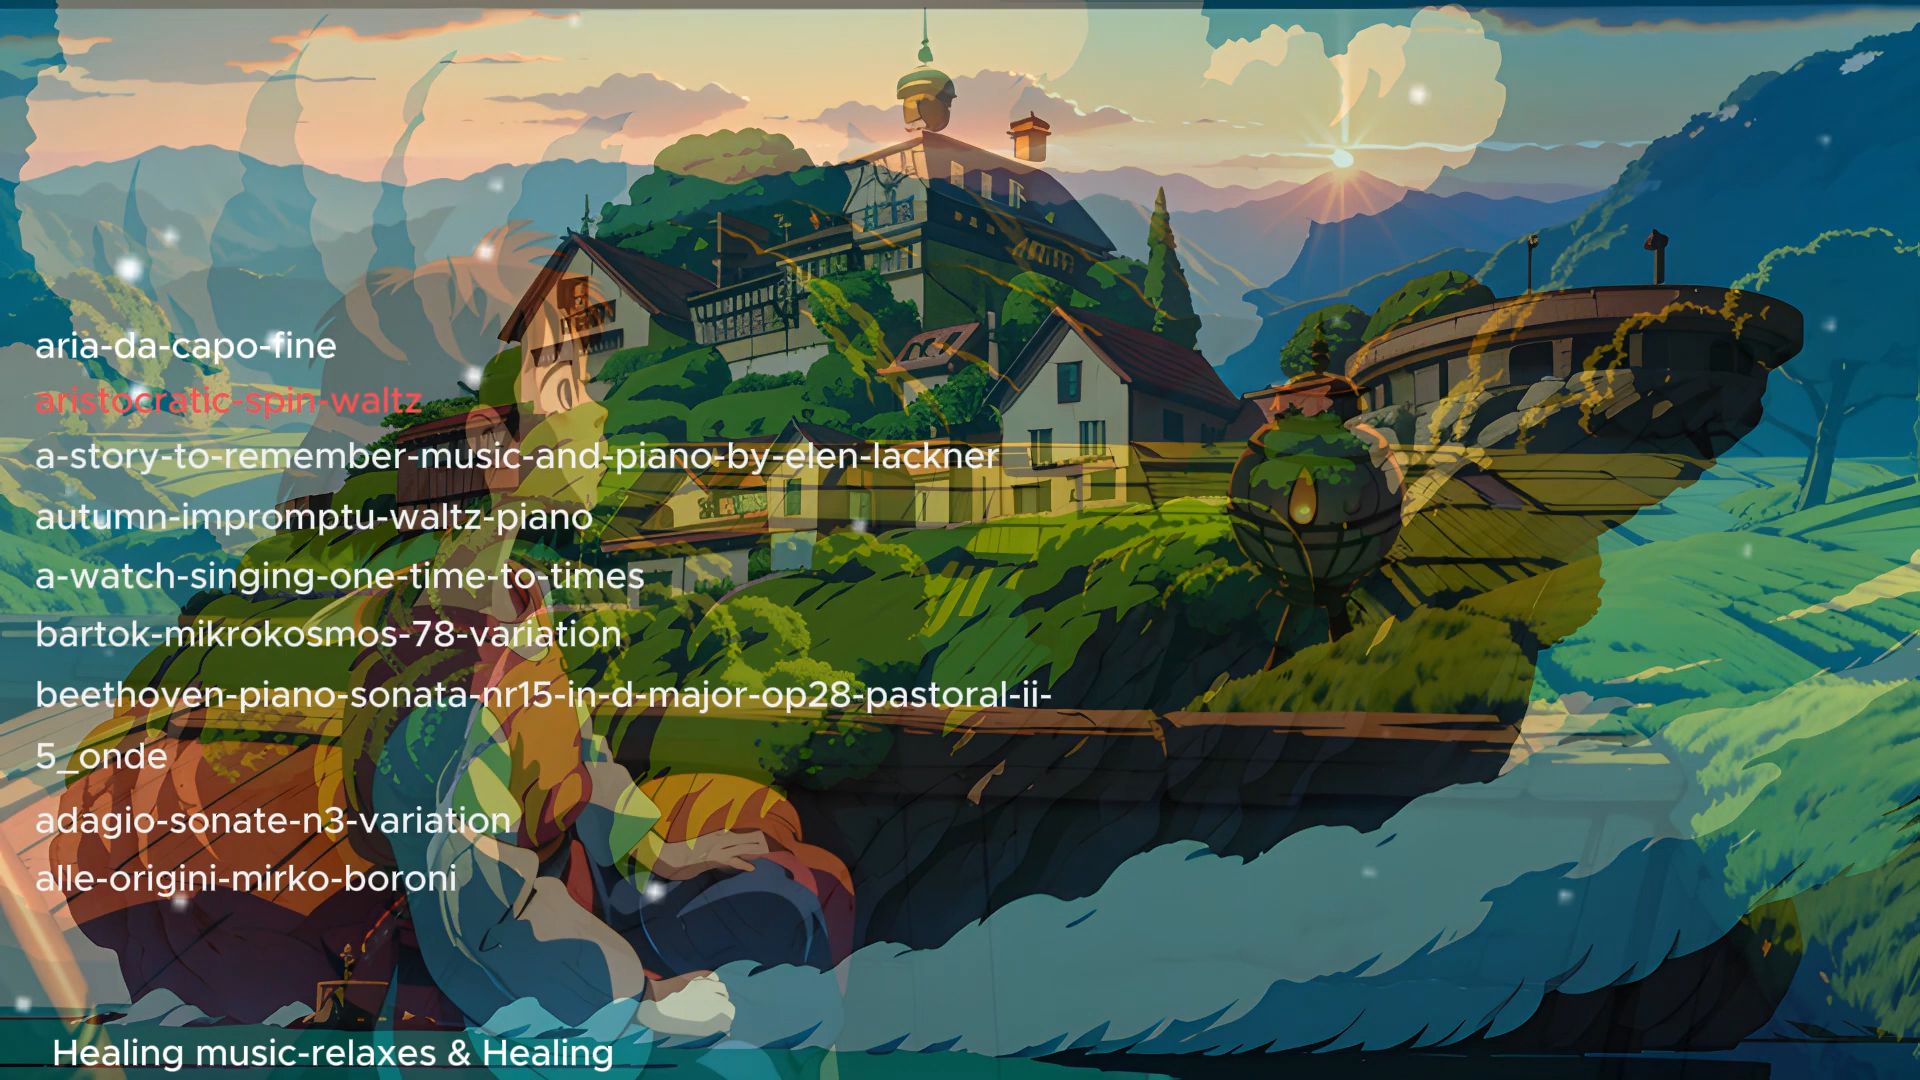 aria-da-capo-fine
aristocratic-spin-waltz
a-story-to-remember-music-and-piano-by-elen-lackner
autumn-impromptu-waltz-piano
a-watch-singing-one-time-to-times
bartok-mikrokosmos-78-variation
beethoven-piano-sonata-nr15-in-d-major-op28-pastoral-ii-
5_onde
adagio-sonate-n3-variation
alle-origini-mirko-boroni
Healing music-relaxes & Healing